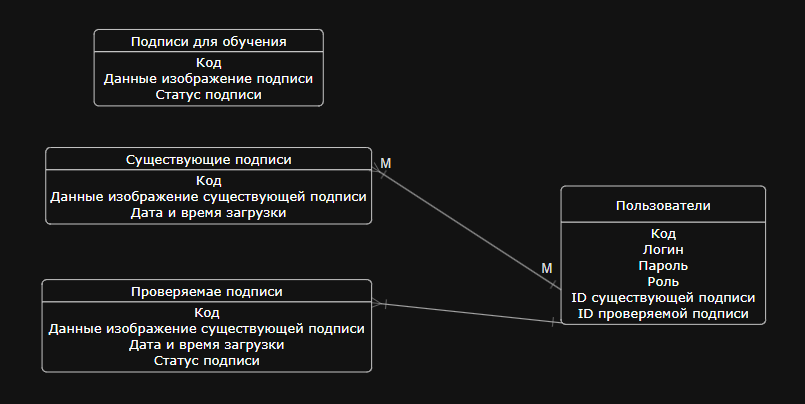 Подписи для обучения
Код
Данные изображение подписи
Статус подписи
Существующие подписи
Код
Данные изображение существующей подписи
Дата и время загрузки
М
М
Пользователи
Код
Логин
Пароль
Роль
ID существующей подписи
ID проверяемой подписи
Проверяемае подписи
Код
Данные изображение существующей подписи
Дата и время загрузки
Статус подписи